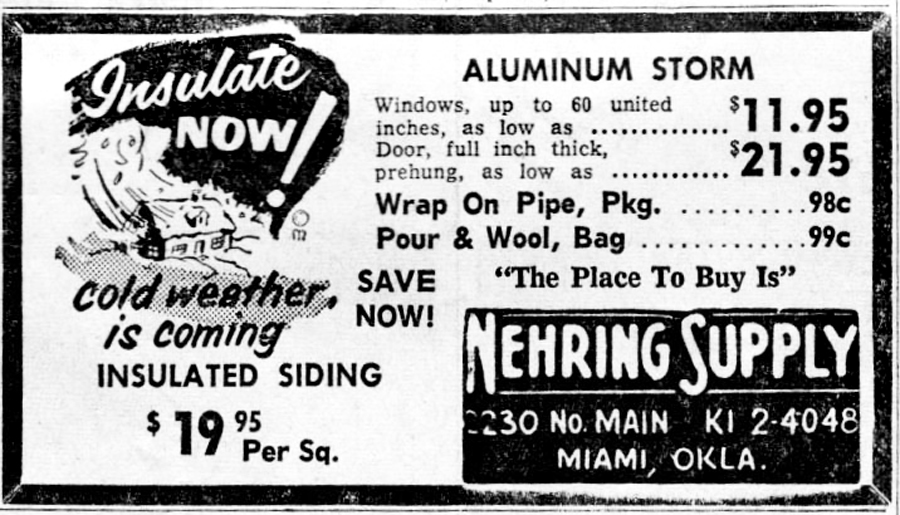 Insulate
NOW!
cold weather,
is coming
INSULATED SIDING
$19 95
Per Sq.
SAVE
NOW!
ALUMINUM STORM
Windows, up to 60 united
inches, as low as .............. $11.95
Door, full inch thick,
prehung, as low as ............ $21.95
Wrap On Pipe, Pkg. ...........98c
Pour & Wool, Bag ..............99c
“The Place To Buy Is”
NEHRING SUPPLY
2230 No. MAIN KI 2-4048
MIAMI, OKLA.